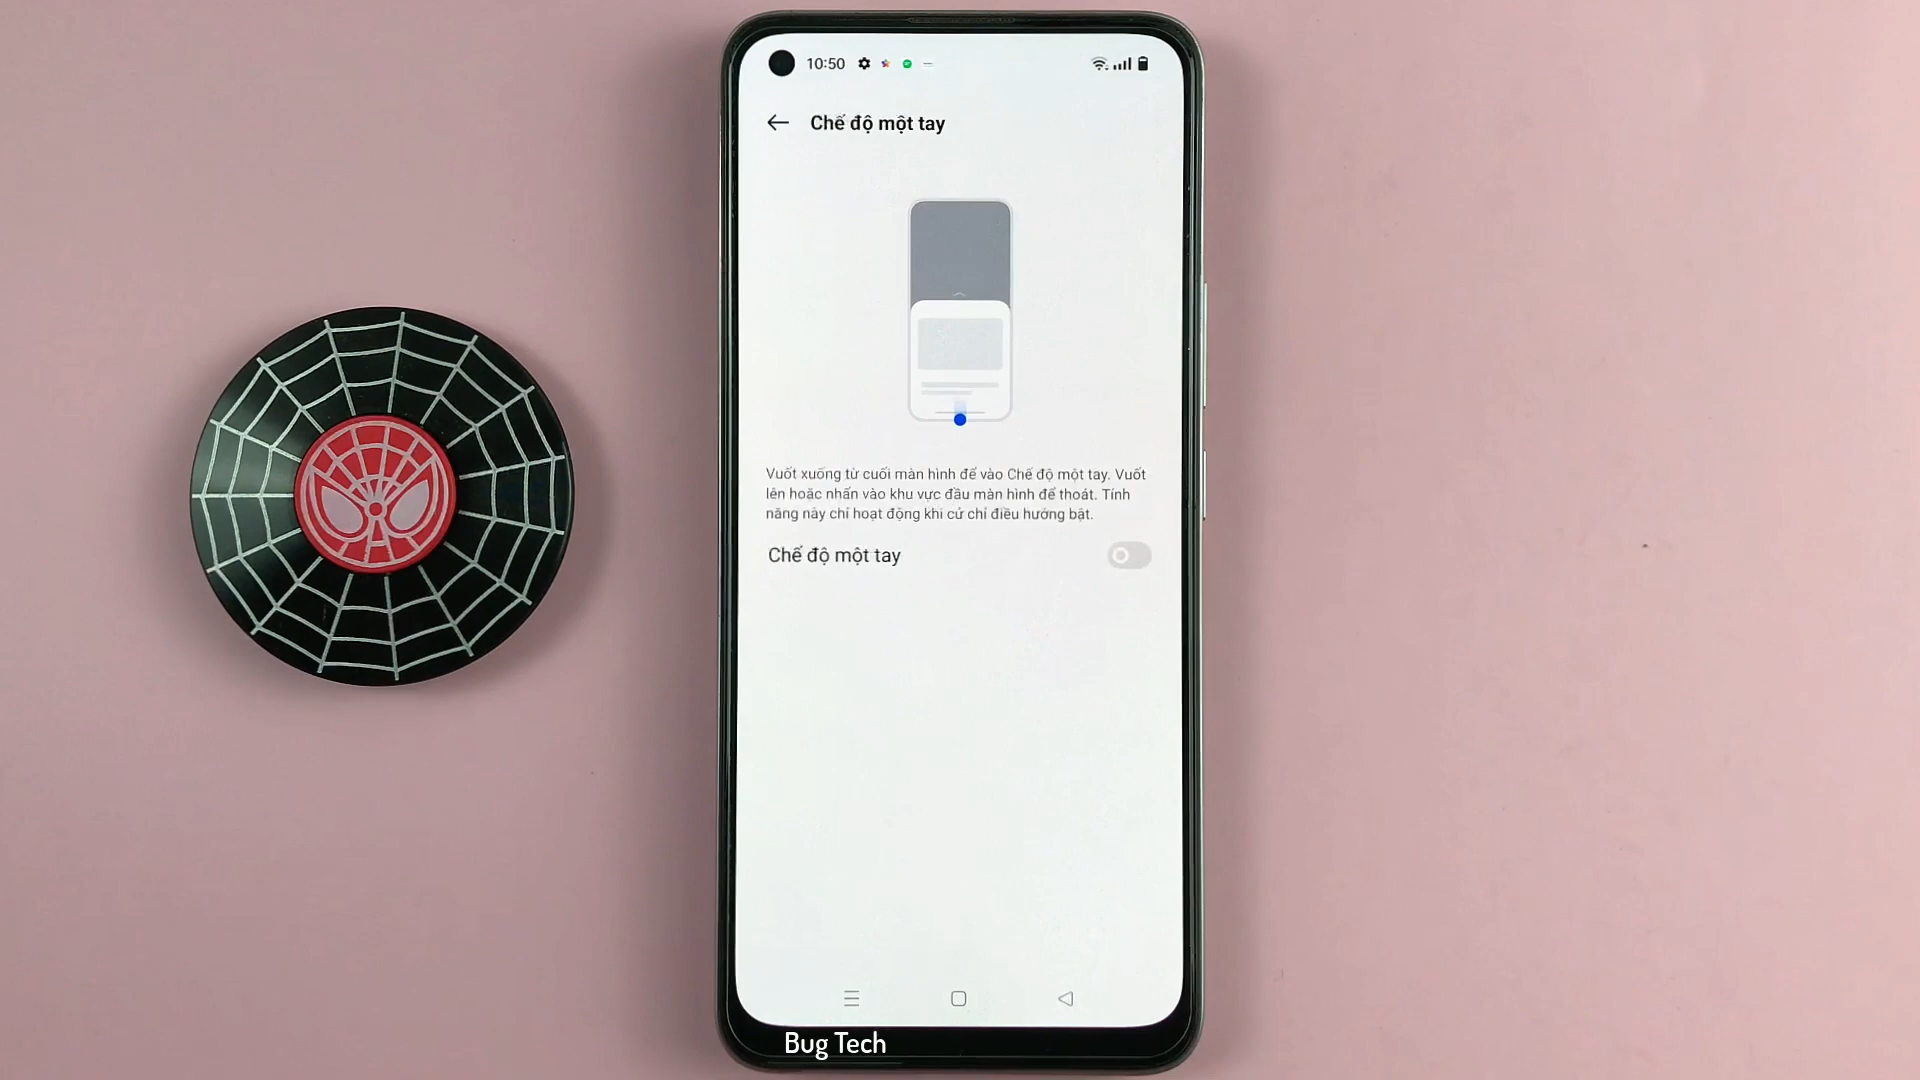 10:50
Chế độ một tay
Vuốt xuống từ cuối màn hình để vào Chế độ một tay. Vuốt
lên hoặc nhấn vào khu vực đầu màn hình để thoát. Tính
năng này chỉ hoạt động khi cử chỉ điều hướng bật.
Chế độ một tay
Bug Tech